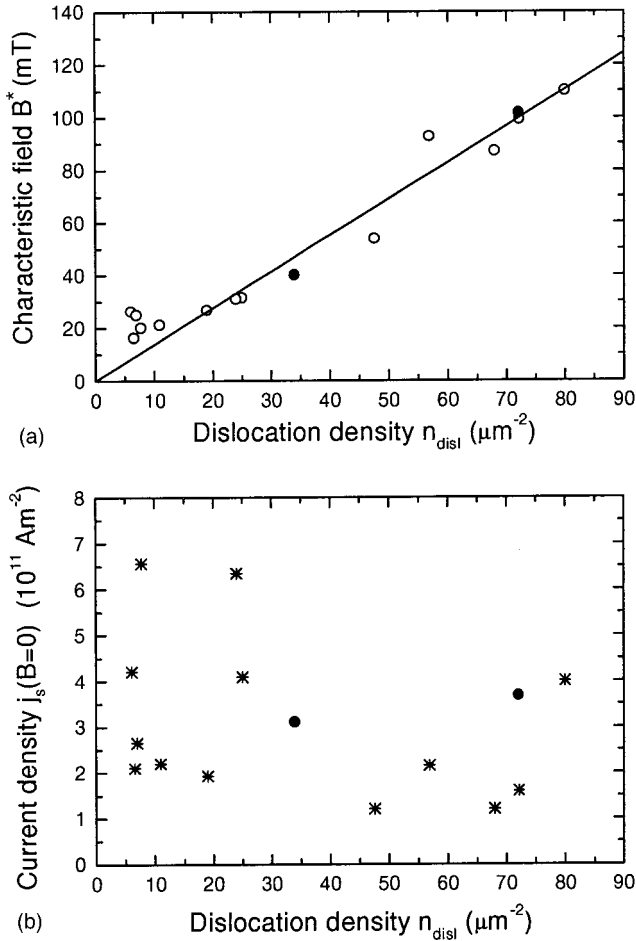 140
120
100
80
60
40
20
0
Characteristic field B* (mT)
0 10 20 30 40 50 60 70 80 90
(a) Dislocation density n_disl (μm⁻²)
8
7
6
5
4
3
2
1
0
Current density j_s(B=0) (10¹¹ Am⁻²)
0 10 20 30 40 50 60 70 80 90
(b) Dislocation density n_disl (μm⁻²)